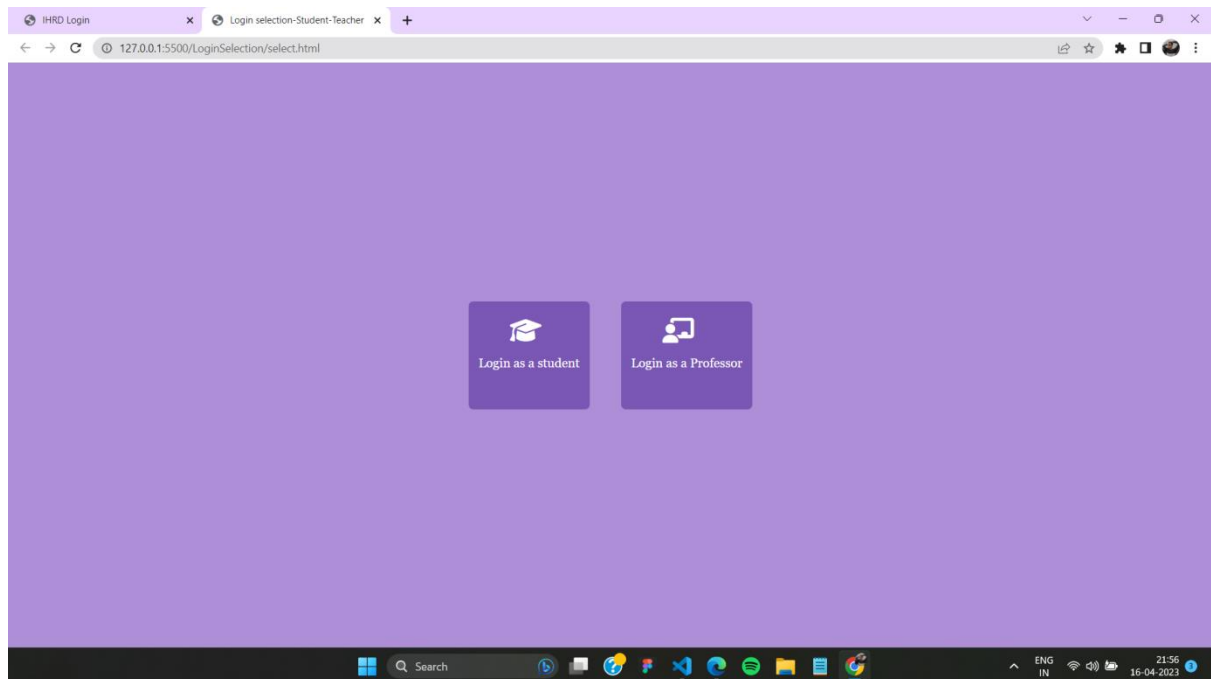 IHRD Login
Login selection-Student-Teacher
127.0.0.1:5500/LoginSelection/select.html
Login as a student
Login as a Professor
Search
ENG
IN
21:56
16-04-2023